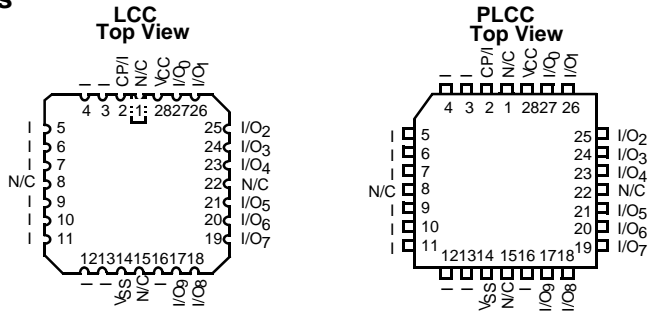 s
LCC
Top View
I I CP/I N/C VCC I/O0 I/O1
4 3 2 1 28 27 26
I 5 25 I/O2
I 6 24 I/O3
I 7 23 I/O4
N/C 8 22 N/C
I 9 21 I/O5
I 10 20 I/O6
I 11 19 I/O7
12 13 14 15 16 17 18
I I VSS N/C I I/O9 I/O8
PLCC
Top View
I I CP/I N/C VCC I/O0 I/O1
4 3 2 1 28 27 26
I 5 25 I/O2
I 6 24 I/O3
I 7 23 I/O4
N/C 8 22 N/C
I 9 21 I/O5
I 10 20 I/O6
I 11 19 I/O7
12 13 14 15 16 17 18
I I VSS N/C I I/O9 I/O8